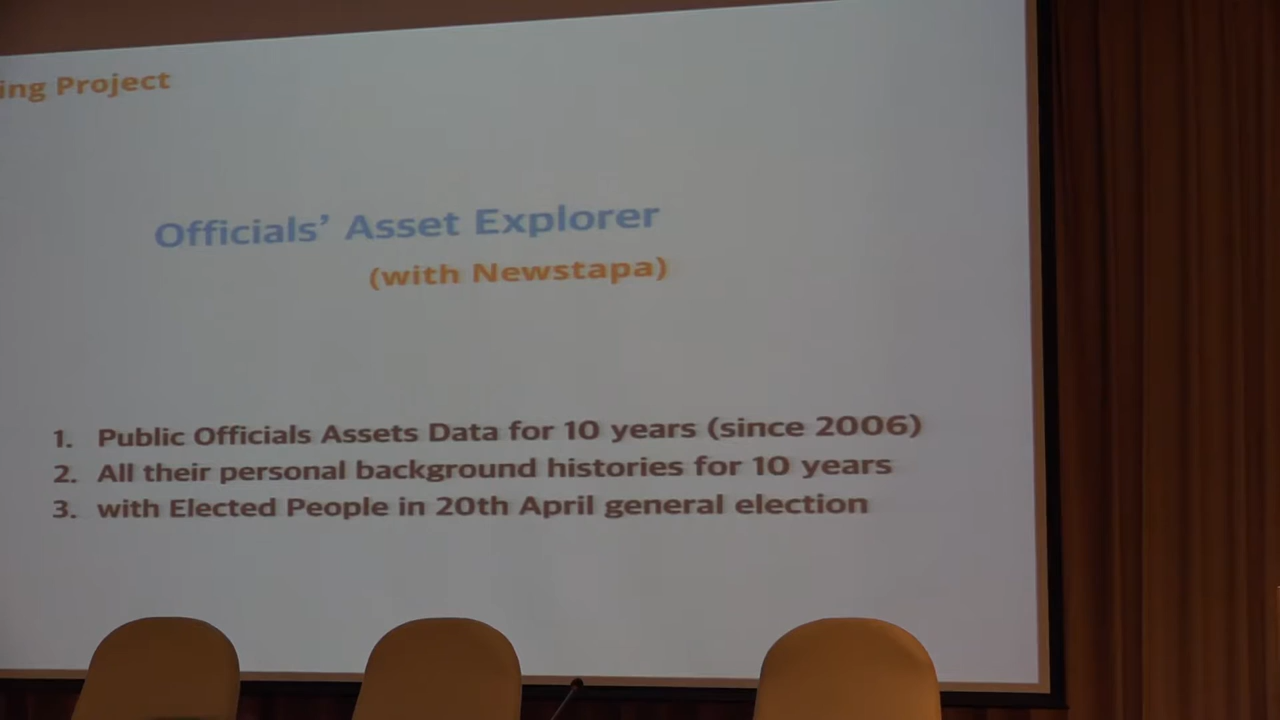 Project
Officials' Asset Explorer
(with Newstapa)
1. Public Officials Assets Data for 10 years (since 2006)
2. All their personal background histories for 10 years
3. with Elected People in 20th April general election